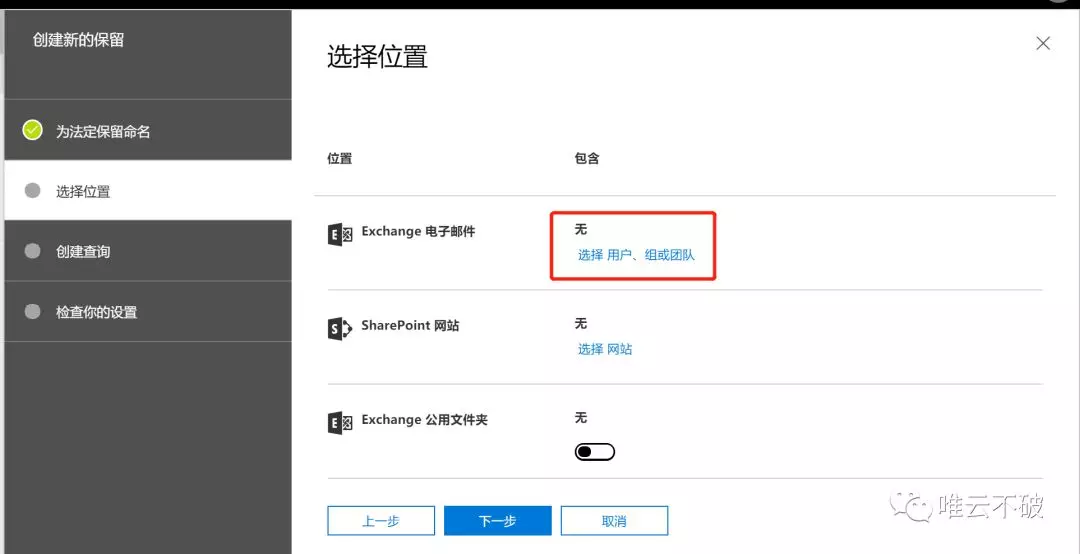 创建新的保留
为法定保留命名
选择位置
创建查询
检查你的设置
选择位置
位置 包含
Exchange 电子邮件 无
选择 用户、组或团队
SharePoint 网站 无
选择 网站
Exchange 公用文件夹 无
上一步 下一步 取消
唯云不破